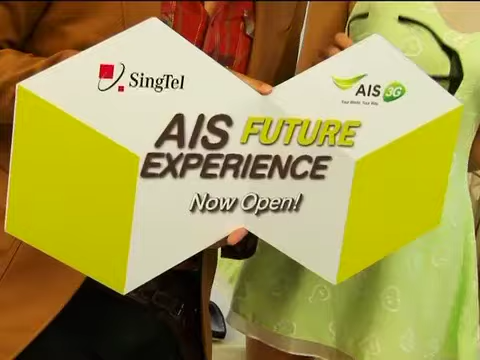 SingTel
AIS 3G
Your World. Your Way.
AIS FUTURE
EXPERIENCE
Now Open!